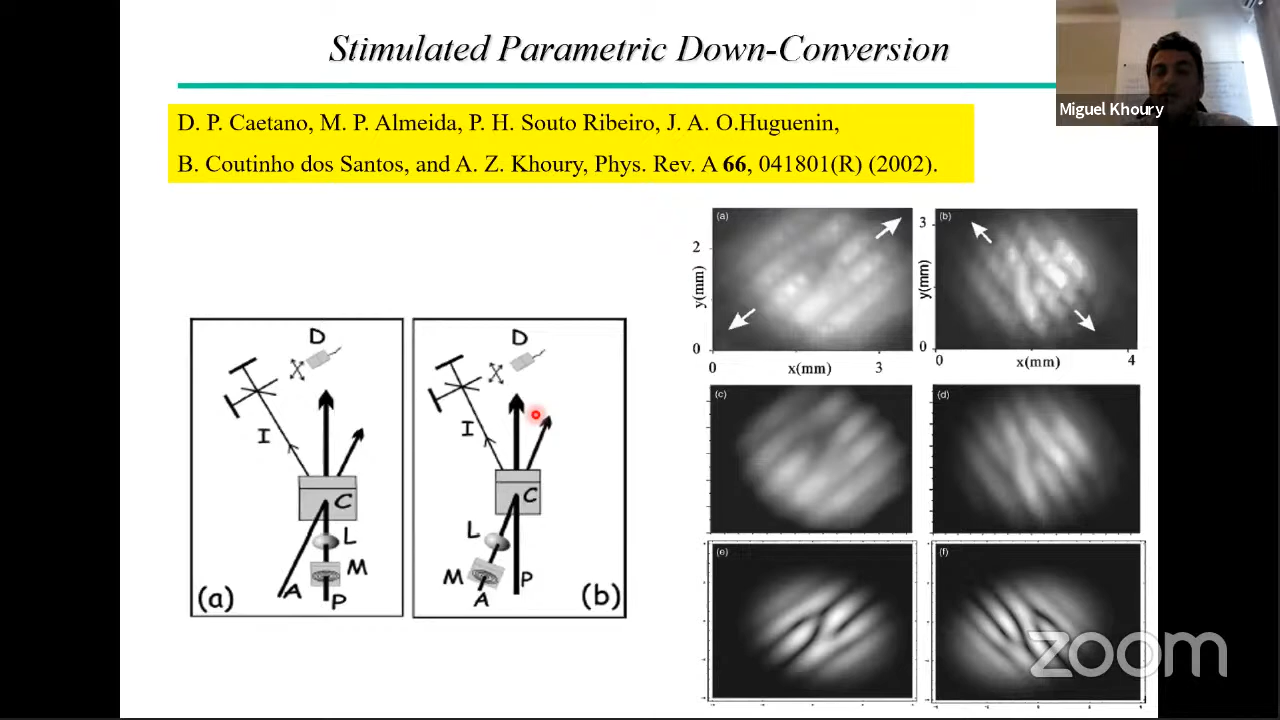 Stimulated Parametric Down-Conversion
Miguel Khoury
D. P. Caetano, M. P. Almeida, P. H. Souto Ribeiro, J. A. O.Huguenin,
B. Coutinho dos Santos, and A. Z. Khoury, Phys. Rev. A 66, 041801(R) (2002).
D
I
C
L
M
A
P
(a)
D
I
C
L
M
A
P
(b)
(a)
2
y(mm)
0
0
x(mm)
3
(b)
3
y(mm)
0
0
x(mm)
4
(c)
(d)
(e)
(f)
zoom